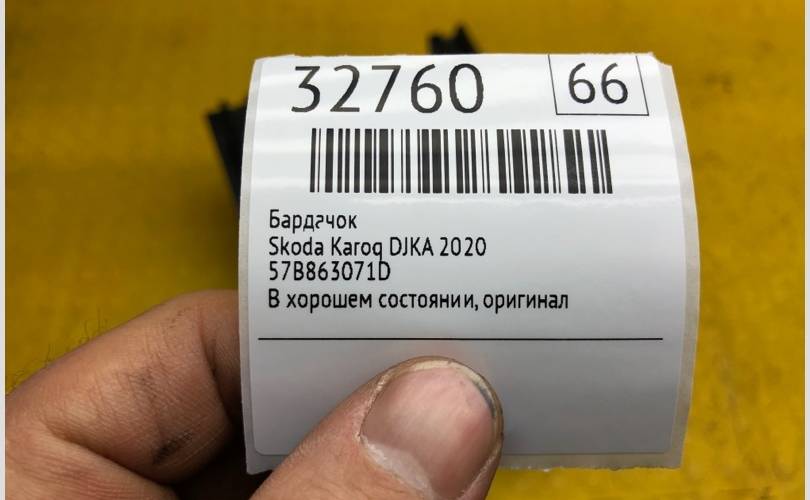 32760
66
Бардачок
Skoda Karoq DJKA 2020
57B863071D
В хорошем состоянии, оригинал